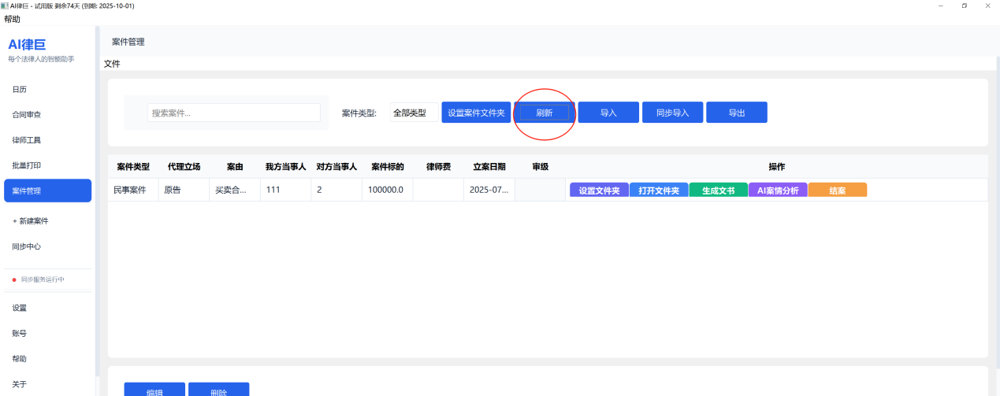 AI律巨 - 试用版 剩余74天 (到期: 2025-10-01)
帮助
AI律巨
每个法律人的智能助手
日历
合同审查
律师工具
批量打印
案件管理
+ 新建案件
同步中心
同步服务运行中
设置
账号
帮助
关于
案件管理
文件
搜索案件... 案件类型: 全部类型 设置案件文件夹 刷新 导入 同步导入 导出
案件类型 代理立场 案由 我方当事人 对方当事人 案件标的 律师费 立案日期 审级 操作
民事案件 原告 买卖合... 111 2 100000.0 2025-07... 设置文件夹 打开文件夹 生成文书 AI案情分析 结案
编辑 删除